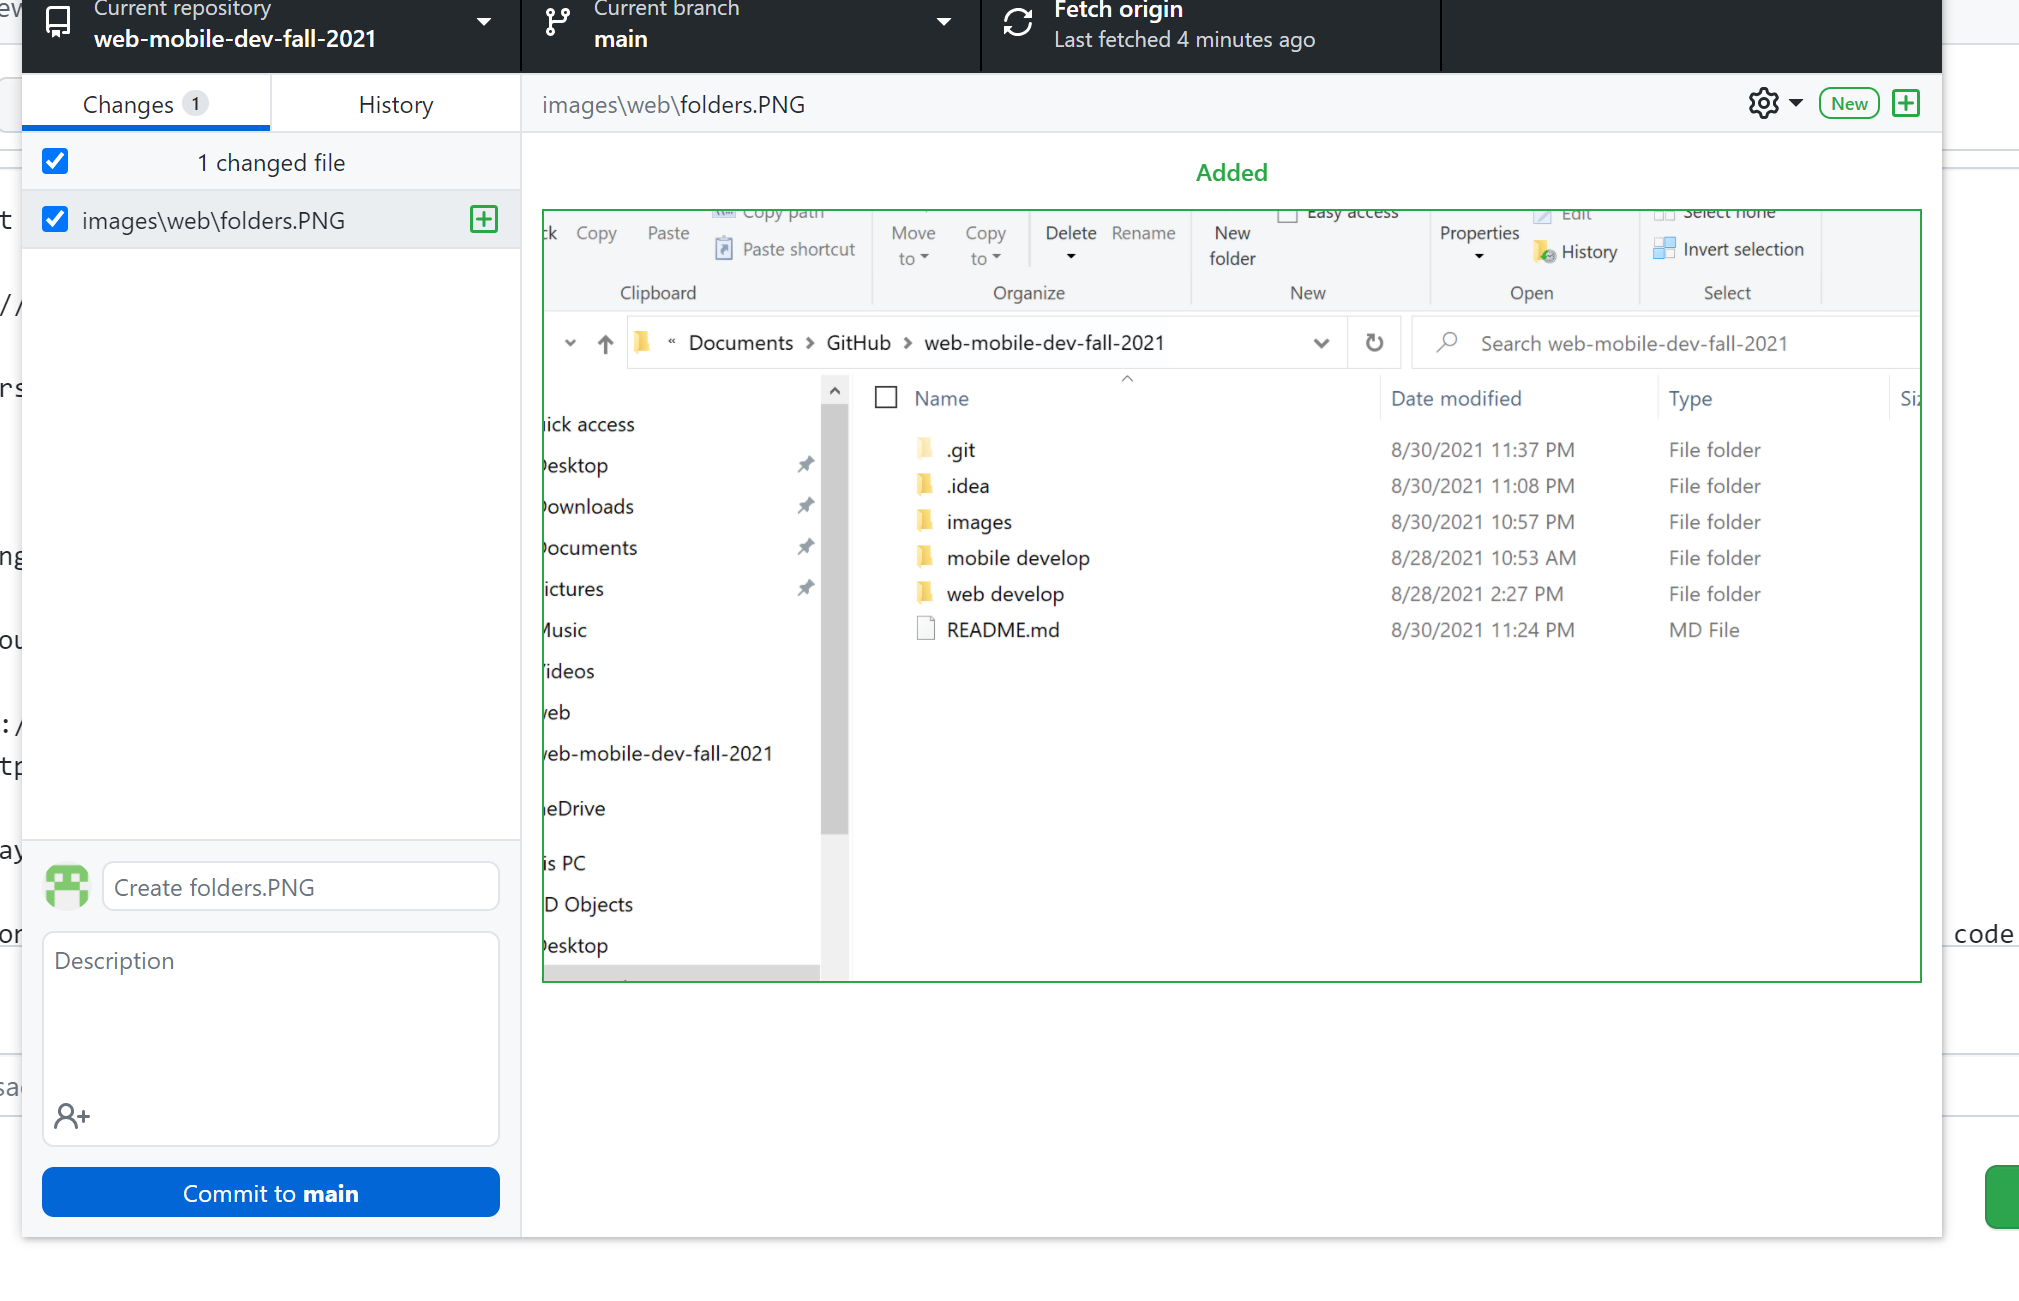 Current repository
web-mobile-dev-fall-2021
Current branch
main
Fetch origin
Last fetched 4 minutes ago
Changes 1
History
images\web\folders.PNG
New
1 changed file
images\web\folders.PNG
Added
Copy path
Easy access
Edit
Select none
Copy
Paste
Paste shortcut
Move to
Copy to
Delete
Rename
New folder
Properties
History
Invert selection
Clipboard
Organize
New
Open
Select
« Documents > GitHub > web-mobile-dev-fall-2021
Search web-mobile-dev-fall-2021
Name
Date modified
Type
.git 8/30/2021 11:37 PM File folder
.idea 8/30/2021 11:08 PM File folder
images 8/30/2021 10:57 PM File folder
mobile develop 8/28/2021 10:53 AM File folder
web develop 8/28/2021 2:27 PM File folder
README.md 8/30/2021 11:24 PM MD File
ick access
esktop
ownloads
ocuments
ictures
Music
ideos
eb
eb-mobile-dev-fall-2021
eDrive
is PC
D Objects
esktop
Create folders.PNG
Description
Commit to main
code